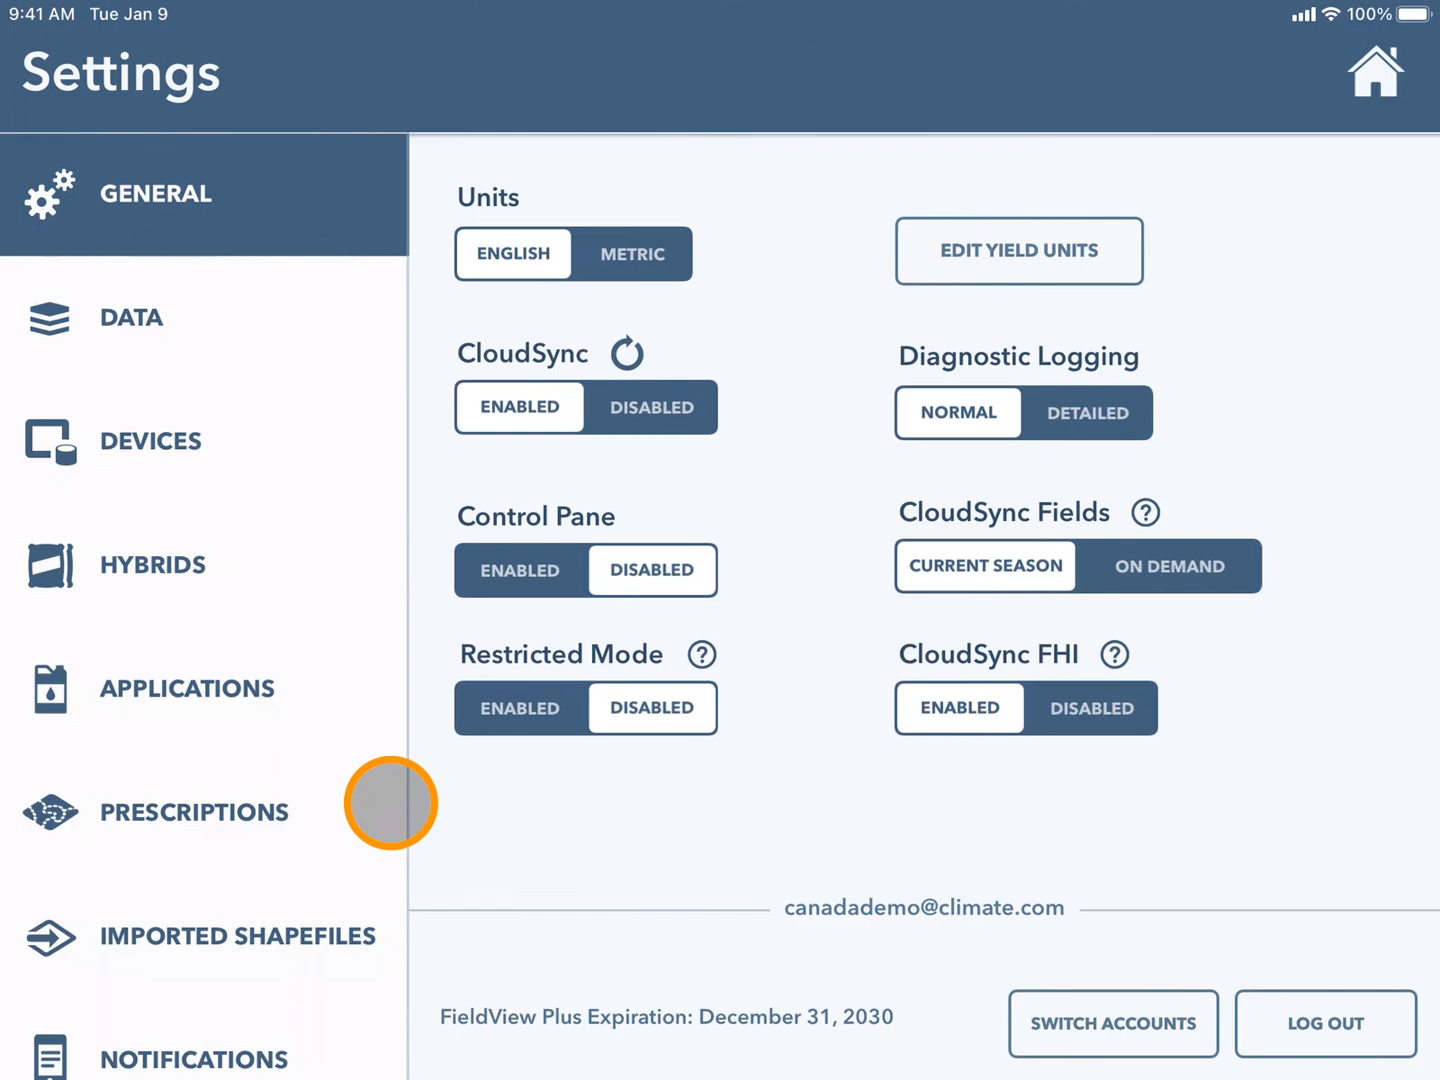 9:41 AM Tue Jan 9
100%
Settings
GENERAL
DATA
DEVICES
HYBRIDS
APPLICATIONS
PRESCRIPTIONS
IMPORTED SHAPEFILES
NOTIFICATIONS
Units
ENGLISH METRIC
EDIT YIELD UNITS
CloudSync
ENABLED DISABLED
Diagnostic Logging
NORMAL DETAILED
Control Pane
ENABLED DISABLED
CloudSync Fields ?
CURRENT SEASON ON DEMAND
Restricted Mode ?
ENABLED DISABLED
CloudSync FHI ?
ENABLED DISABLED
canadademo@climate.com
FieldView Plus Expiration: December 31, 2030
SWITCH ACCOUNTS
LOG OUT